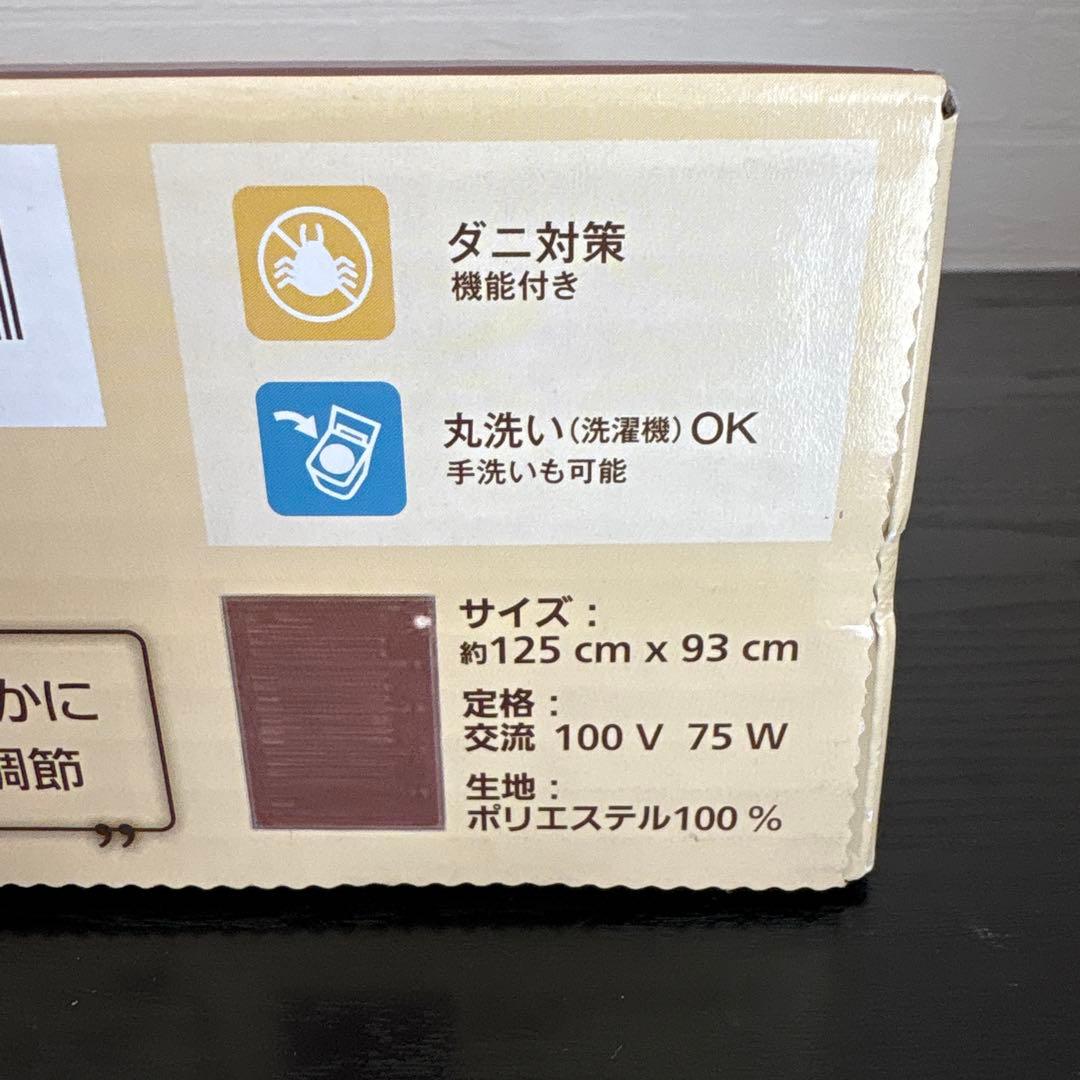 ダニ対策
機能付き
丸洗い(洗濯機)OK
手洗いも可能
サイズ：
約125 cm x 93 cm
定格：
交流 100 V 75 W
生地：
ポリエステル100 %
かに
調節